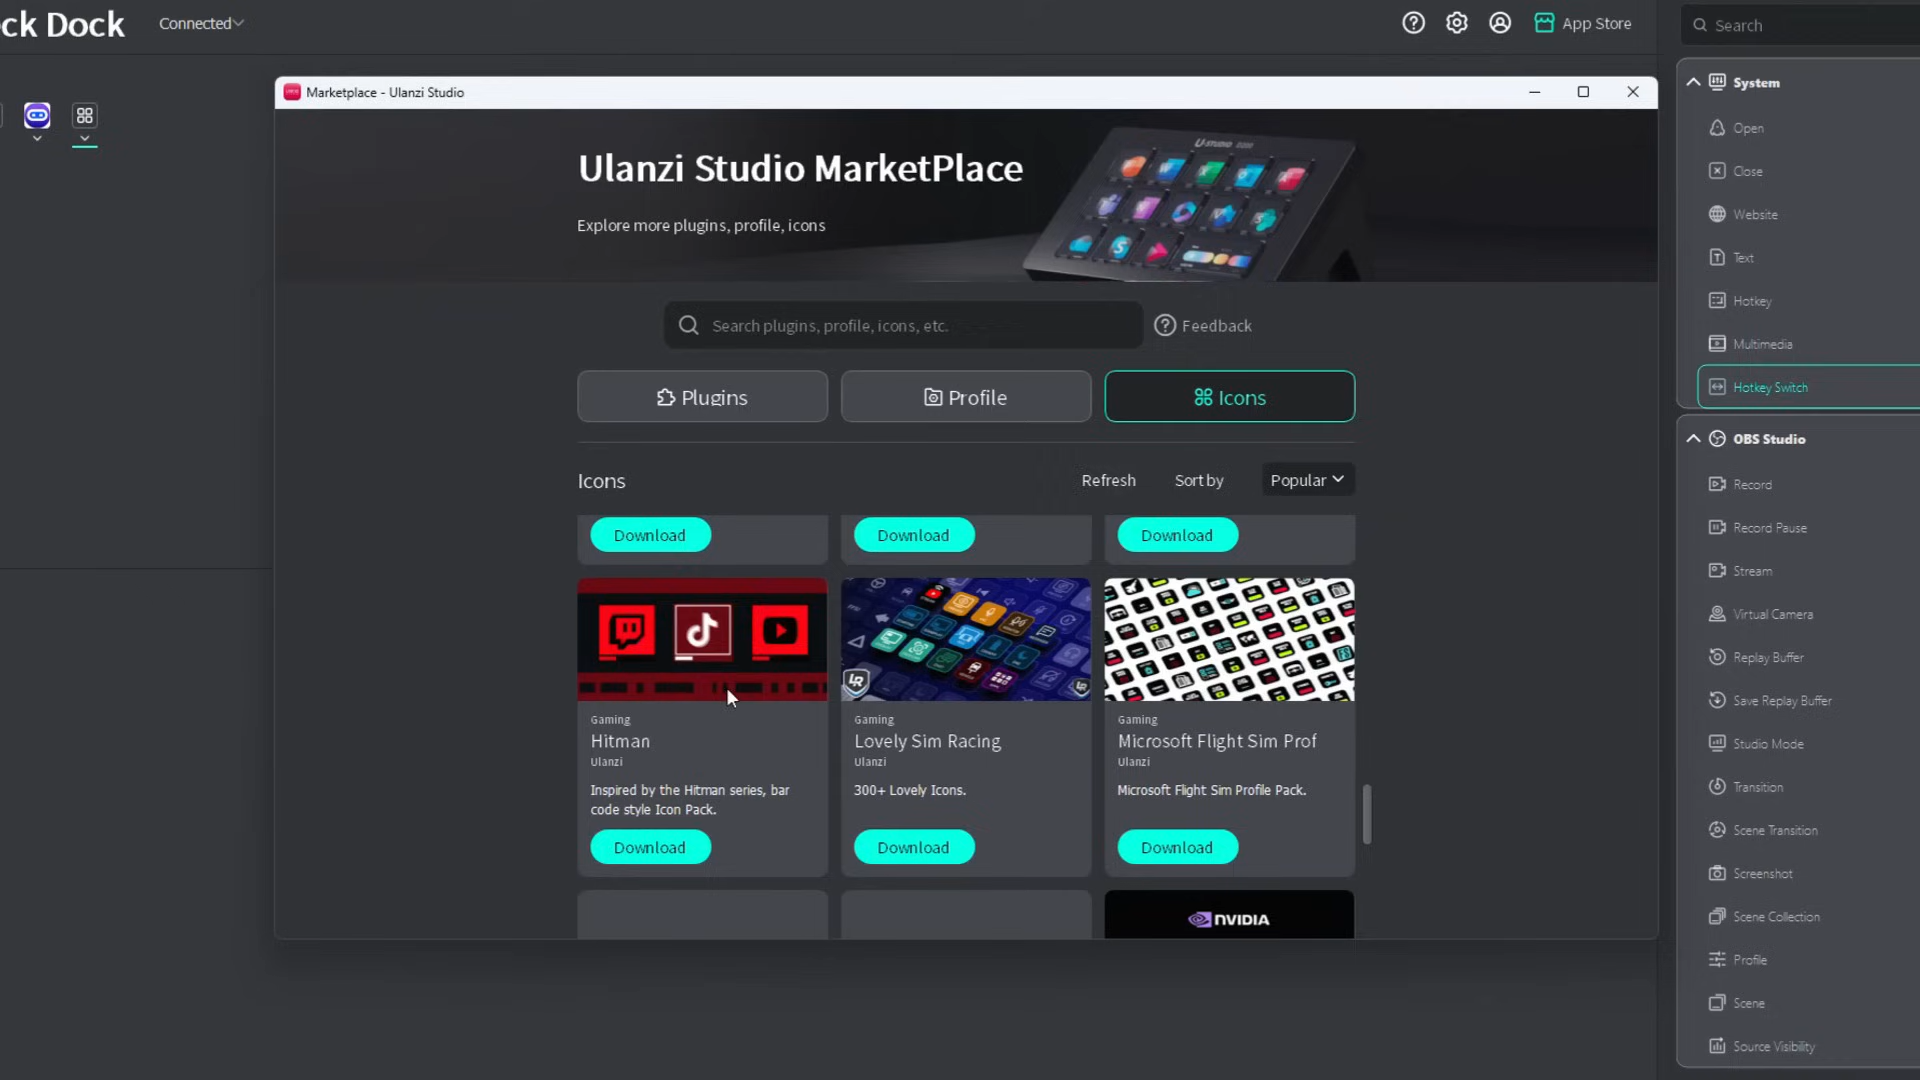 ck Dock
Connected
App Store
Search
Marketplace - Ulanzi Studio
Ulanzi Studio MarketPlace
Explore more plugins, profile, icons
U-STUDIO D200
Search plugins, profile, icons, etc.
Feedback
Plugins
Profile
Icons
Icons
Refresh
Sort by
Popular
Download
Download
Download
Gaming
Hitman
Ulanzi
Inspired by the Hitman series, bar
code style Icon Pack.
Download
Gaming
Lovely Sim Racing
Ulanzi
300+ Lovely Icons.
Download
Gaming
Microsoft Flight Sim Prof
Ulanzi
Microsoft Flight Sim Profile Pack.
Download
NVIDIA
System
Open
Close
Website
Text
Hotkey
Multimedia
Hotkey Switch
OBS Studio
Record
Record Pause
Stream
Virtual Camera
Replay Buffer
Save Replay Buffer
Studio Mode
Transition
Scene Transition
Screenshot
Scene Collection
Profile
Scene
Source Visibility